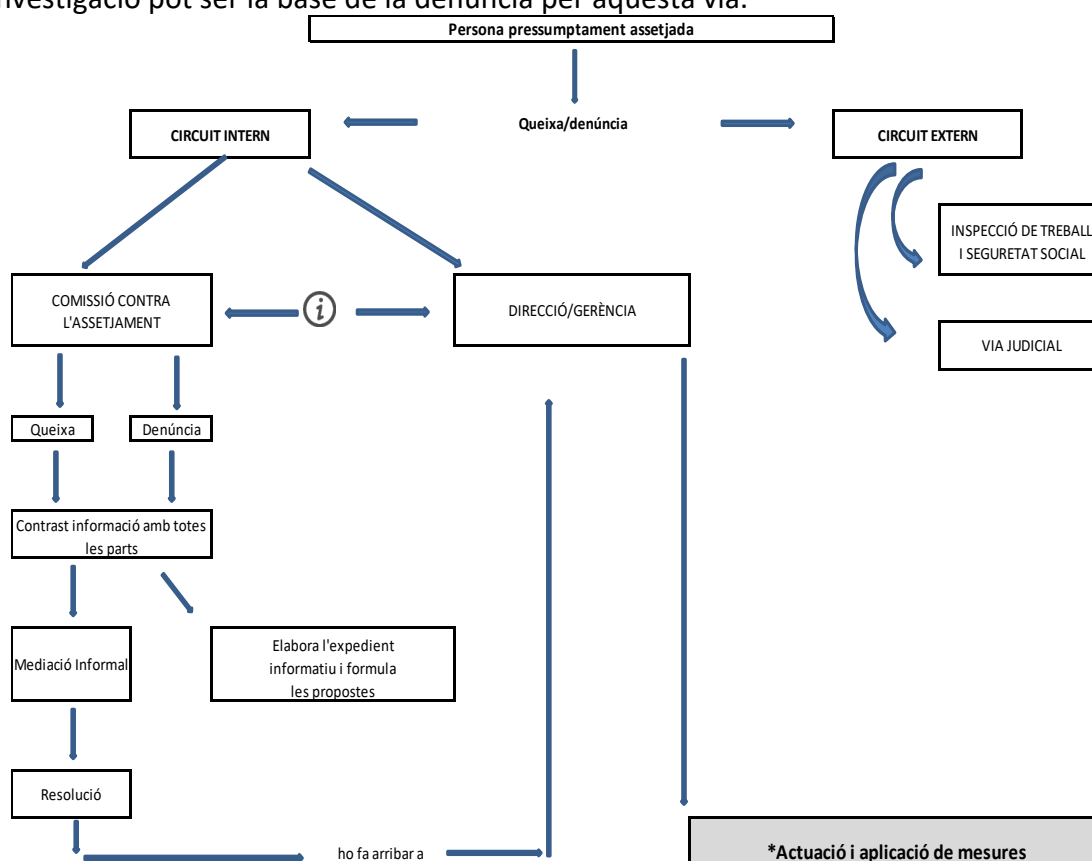 investigació pot ser la base de la denúncia per aquesta via.
Persona pressumptament assetjada
Queixa/denúncia
CIRCUIT INTERN
CIRCUIT EXTERN
INSPECCIÓ DE TREBALL
I SEGURETAT SOCIAL
COMISSIÓ CONTRA
L'ASSETJAMENT
i
DIRECCIÓ/GERÈNCIA
VIA JUDICIAL
Queixa
Denúncia
Contrast informació amb totes
les parts
Mediació Informal
Elabora l'expedient
informatiu i formula
les propostes
Resolució
ho fa arribar a
*Actuació i aplicació de mesures